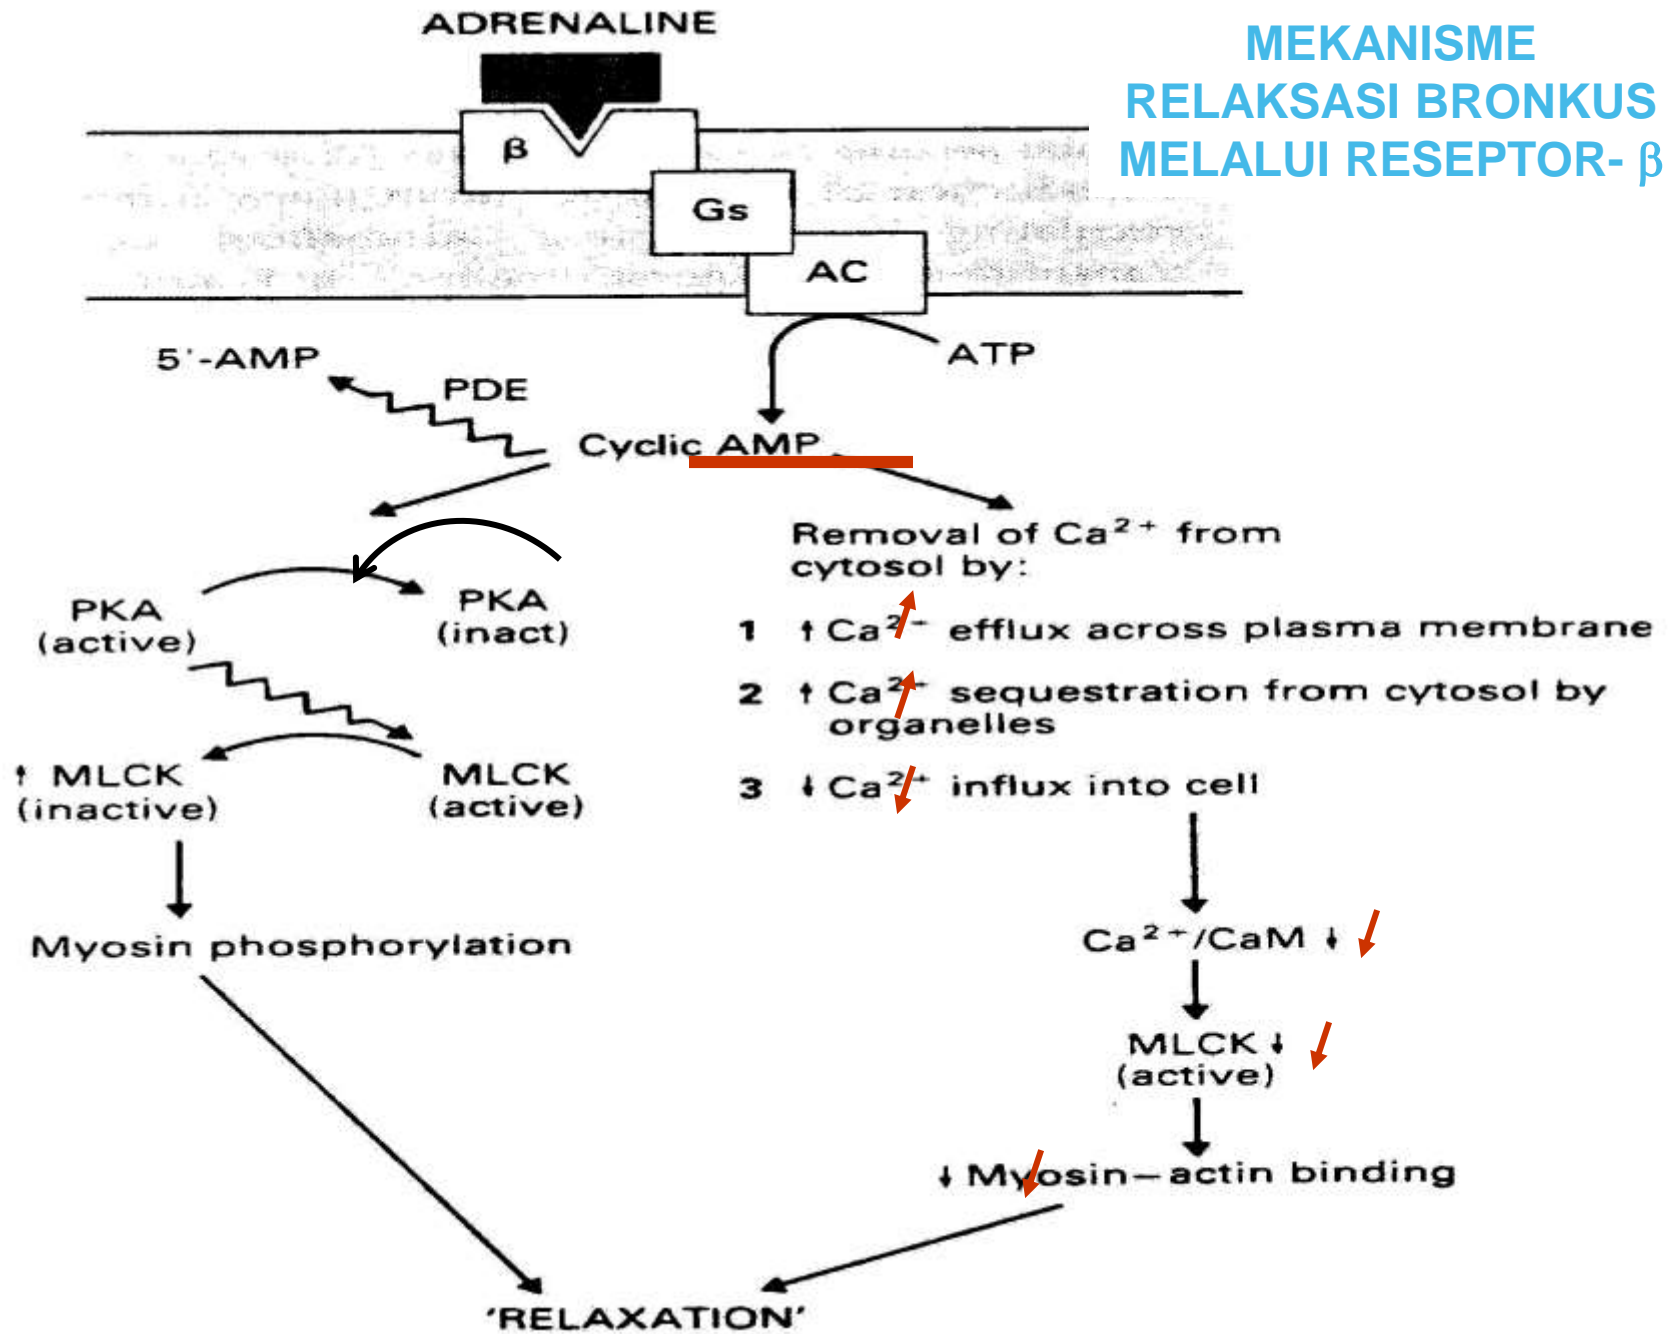 ADRENALINE
MEKANISME
RELAKSASI BRONKUS
MELALUI RESEPTOR- β
β
Gs
AC
ATP
5'-AMP
PDE
Cyclic AMP
PKA
(active)
PKA
(inact)
↑ MLCK
(inactive)
MLCK
(active)
Myosin phosphorylation
Removal of Ca²⁺ from
cytosol by:
1 ↑ Ca²⁺ efflux across plasma membrane
2 ↑ Ca²⁺ sequestration from cytosol by
organelles
3 ↓ Ca²⁺ influx into cell
Ca²⁺/CaM ↓
MLCK ↓
(active)
↓ Myosin–actin binding
'RELAXATION'